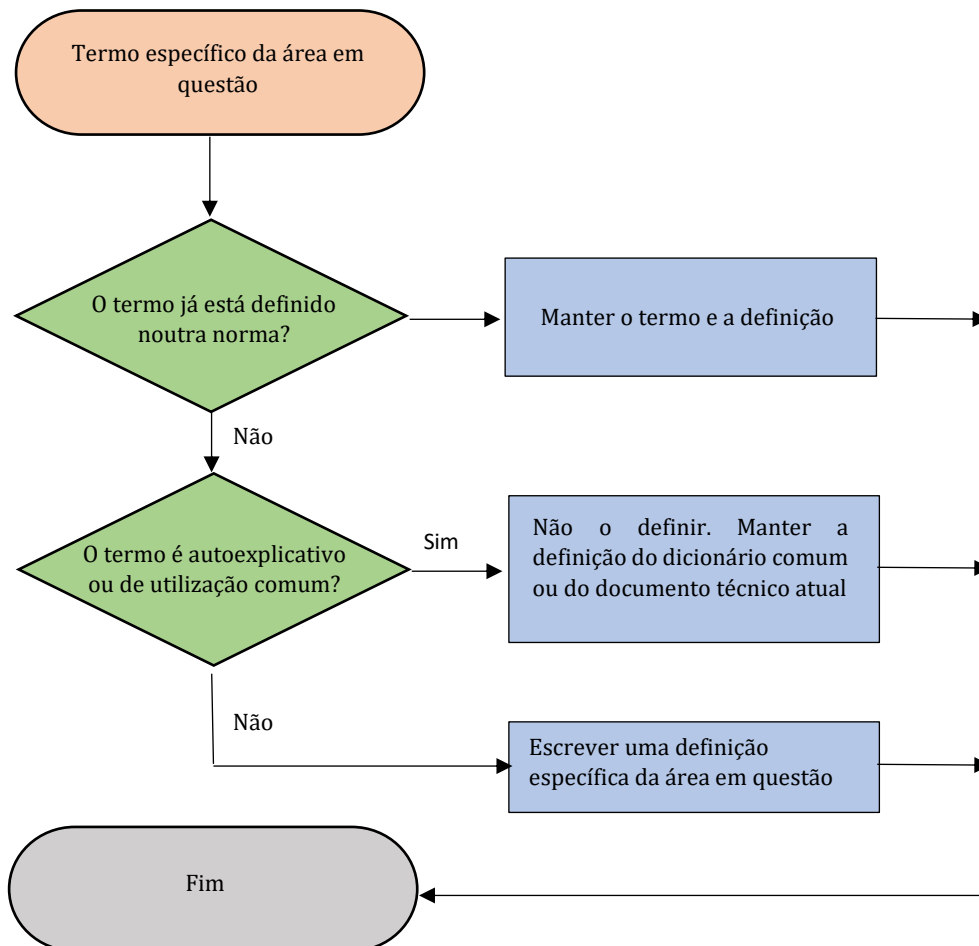 Termo específico da área em
questão
O termo já está definido
noutra norma?
Manter o termo e a definição
Não
O termo é autoexplicativo
ou de utilização comum?
Sim
Não o definir. Manter a
definição do dicionário comum
ou do documento técnico atual
Não
Escrever uma definição
específica da área em questão
Fim